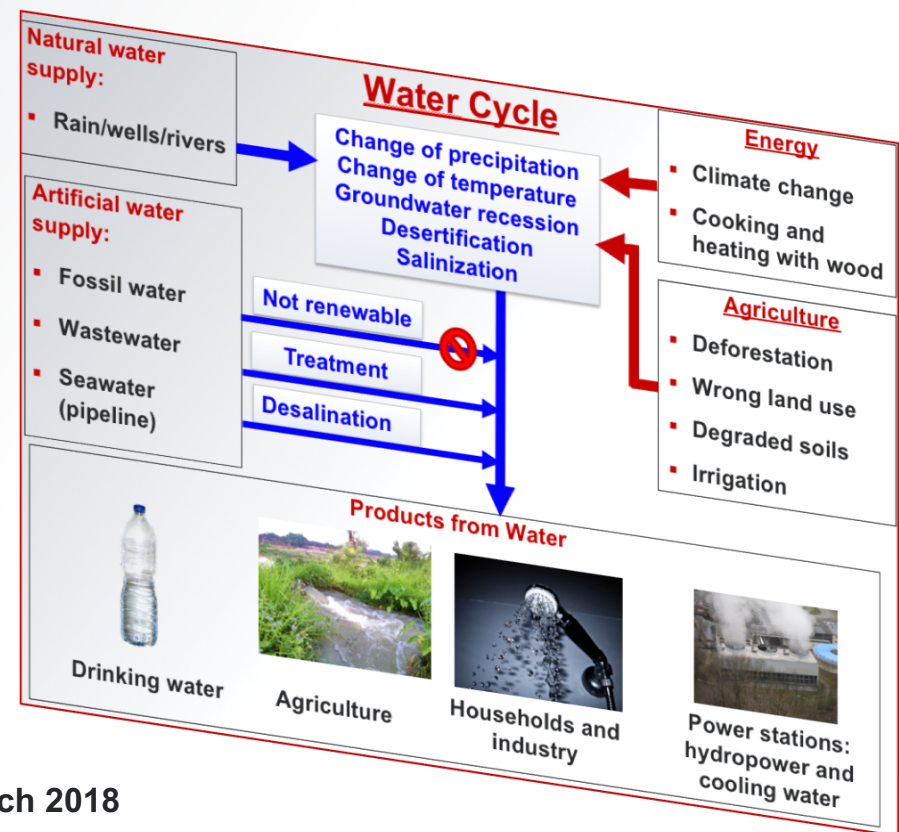 Natural water
supply:
▪ Rain/wells/rivers
Water Cycle
Change of precipitation
Change of temperature
Groundwater recession
Desertification
Salinization
Energy
▪ Climate change
▪ Cooking and
heating with wood
Artificial water
supply:
▪ Fossil water
▪ Wastewater
▪ Seawater
(pipeline)
Not renewable
Treatment
Desalination
Agriculture
▪ Deforestation
▪ Wrong land use
▪ Degraded soils
▪ Irrigation
Products from Water
Drinking water
Agriculture
Households and
industry
Power stations:
hydropower and
cooling water
2018